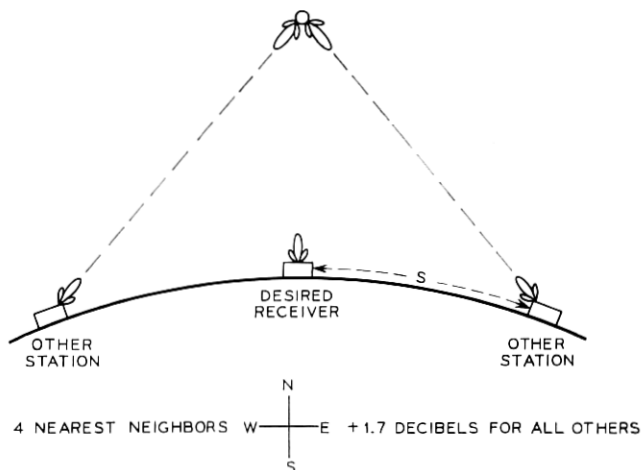 S
DESIRED
RECEIVER
OTHER
STATION
OTHER
STATION
N
4 NEAREST NEIGHBORS W E +1.7 DECIBELS FOR ALL OTHERS
S